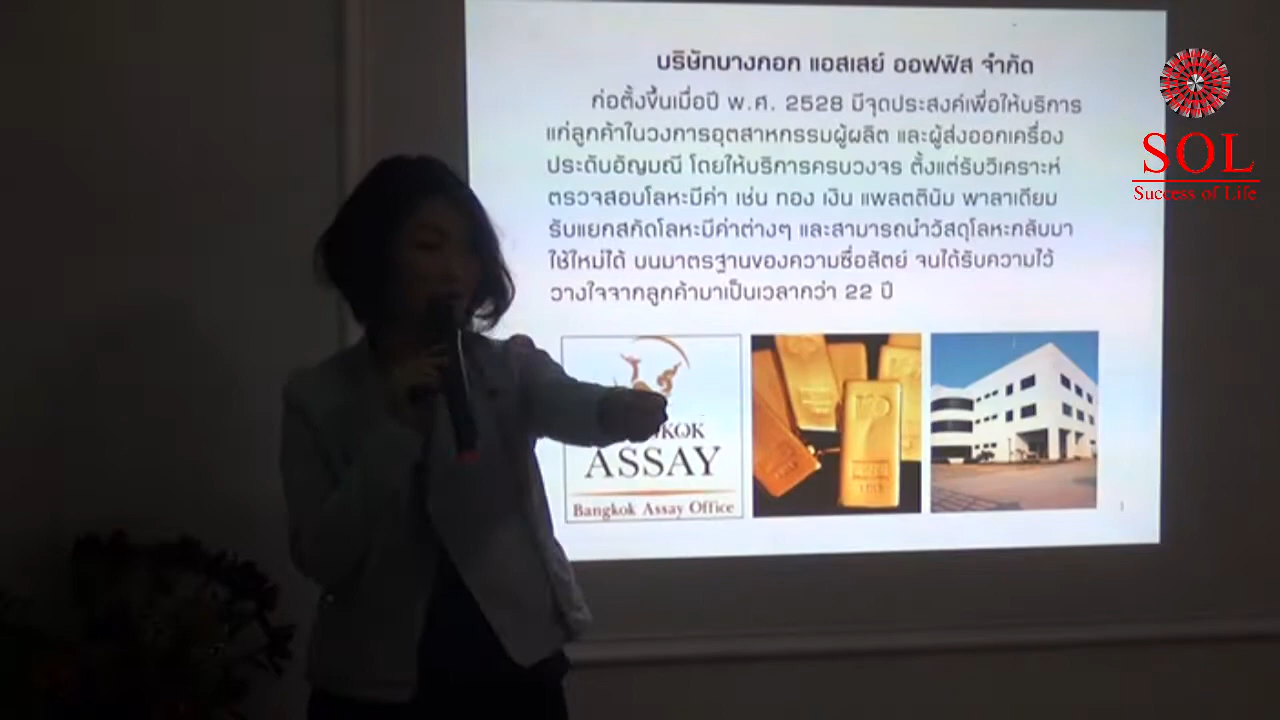 บริษัทบางกอก แอสเสย์ ออฟฟิส จำกัด
ก่อตั้งขึ้นเมื่อปี พ.ศ. 2528 มีจุดประสงค์เพื่อให้บริการ
แก่ลูกค้าในวงการอุตสาหกรรมผู้ผลิต และผู้ส่งออกเครื่อง
ประดับอัญมณี โดยให้บริการครบวงจร ตั้งแต่รับวิเคราะห์
ตรวจสอบโลหะมีค่า เช่น ทอง เงิน แพลตตินัม พาลาเดียม
รับแยกสกัดโลหะมีค่าต่างๆ และสามารถนำวัสดุโลหะกลับมา
ใช้ใหม่ได้ บนมาตรฐานของความซื่อสัตย์ จนได้รับความไว้
วางใจจากลูกค้ามาเป็นเวลากว่า 22 ปี
ASSAY
Bangkok Assay Office
SOL
Success of Life